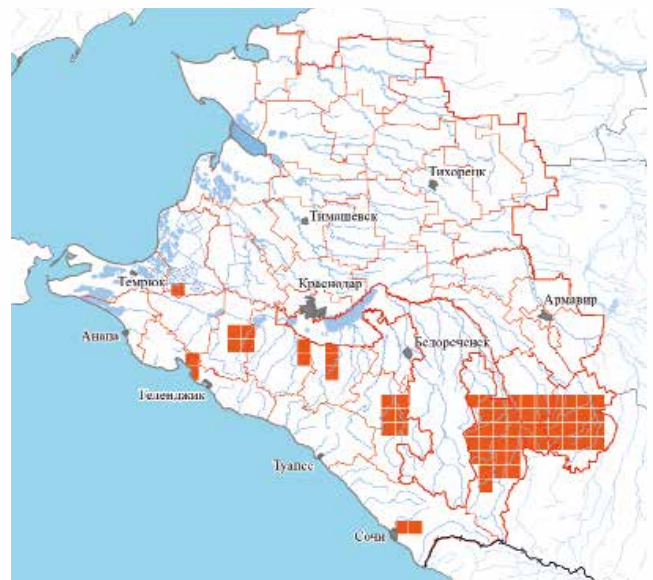 Тихорецк
Тимашевск
Темрюк
Краснодар
Армавир
Анапа
Белореченск
Геленджик
Туапсе
Сочи